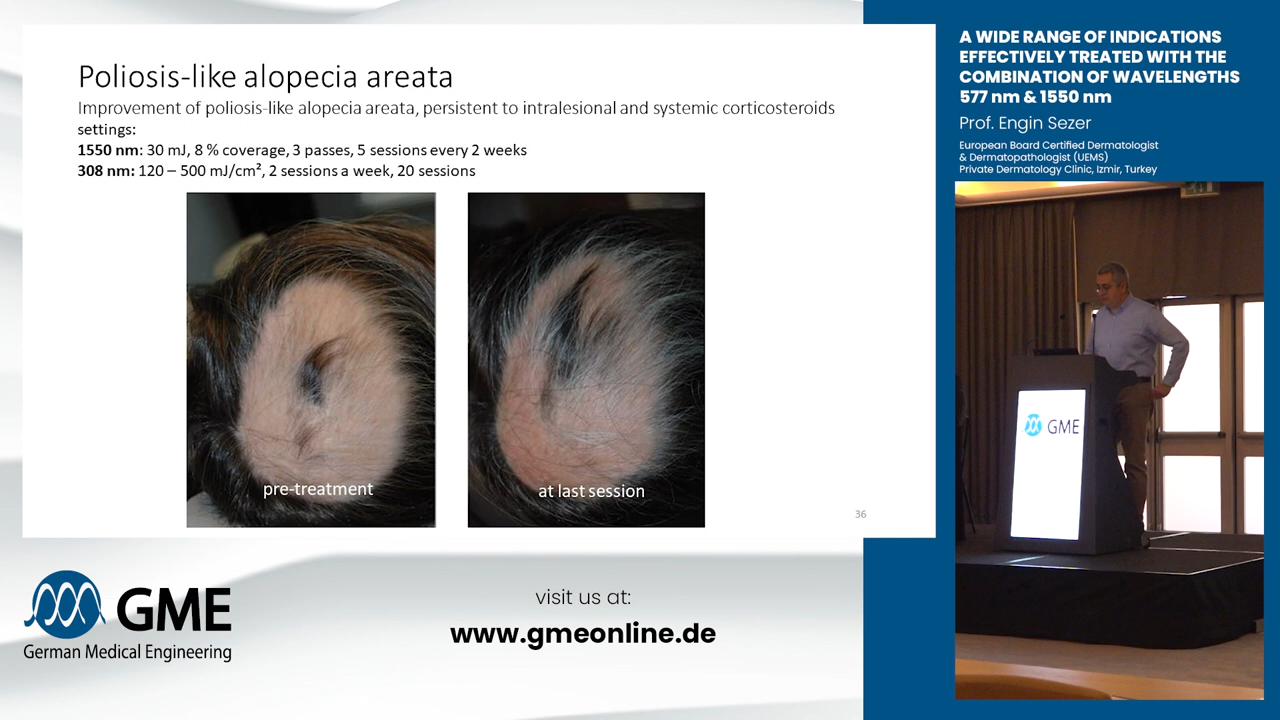 Poliosis-like alopecia areata
Improvement of poliosis-like alopecia areata, persistent to intralesional and systemic corticosteroids
settings:
1550 nm: 30 mJ, 8 % coverage, 3 passes, 5 sessions every 2 weeks
308 nm: 120 – 500 mJ/cm², 2 sessions a week, 20 sessions
pre-treatment
at last session
36
A WIDE RANGE OF INDICATIONS
EFFECTIVELY TREATED WITH THE
COMBINATION OF WAVELENGTHS
577 nm & 1550 nm
Prof. Engin Sezer
European Board Certified Dermatologist
& Dermatopathologist (UEMS)
Private Dermatology Clinic, Izmir, Turkey
GME
GME
German Medical Engineering
visit us at:
www.gmeonline.de